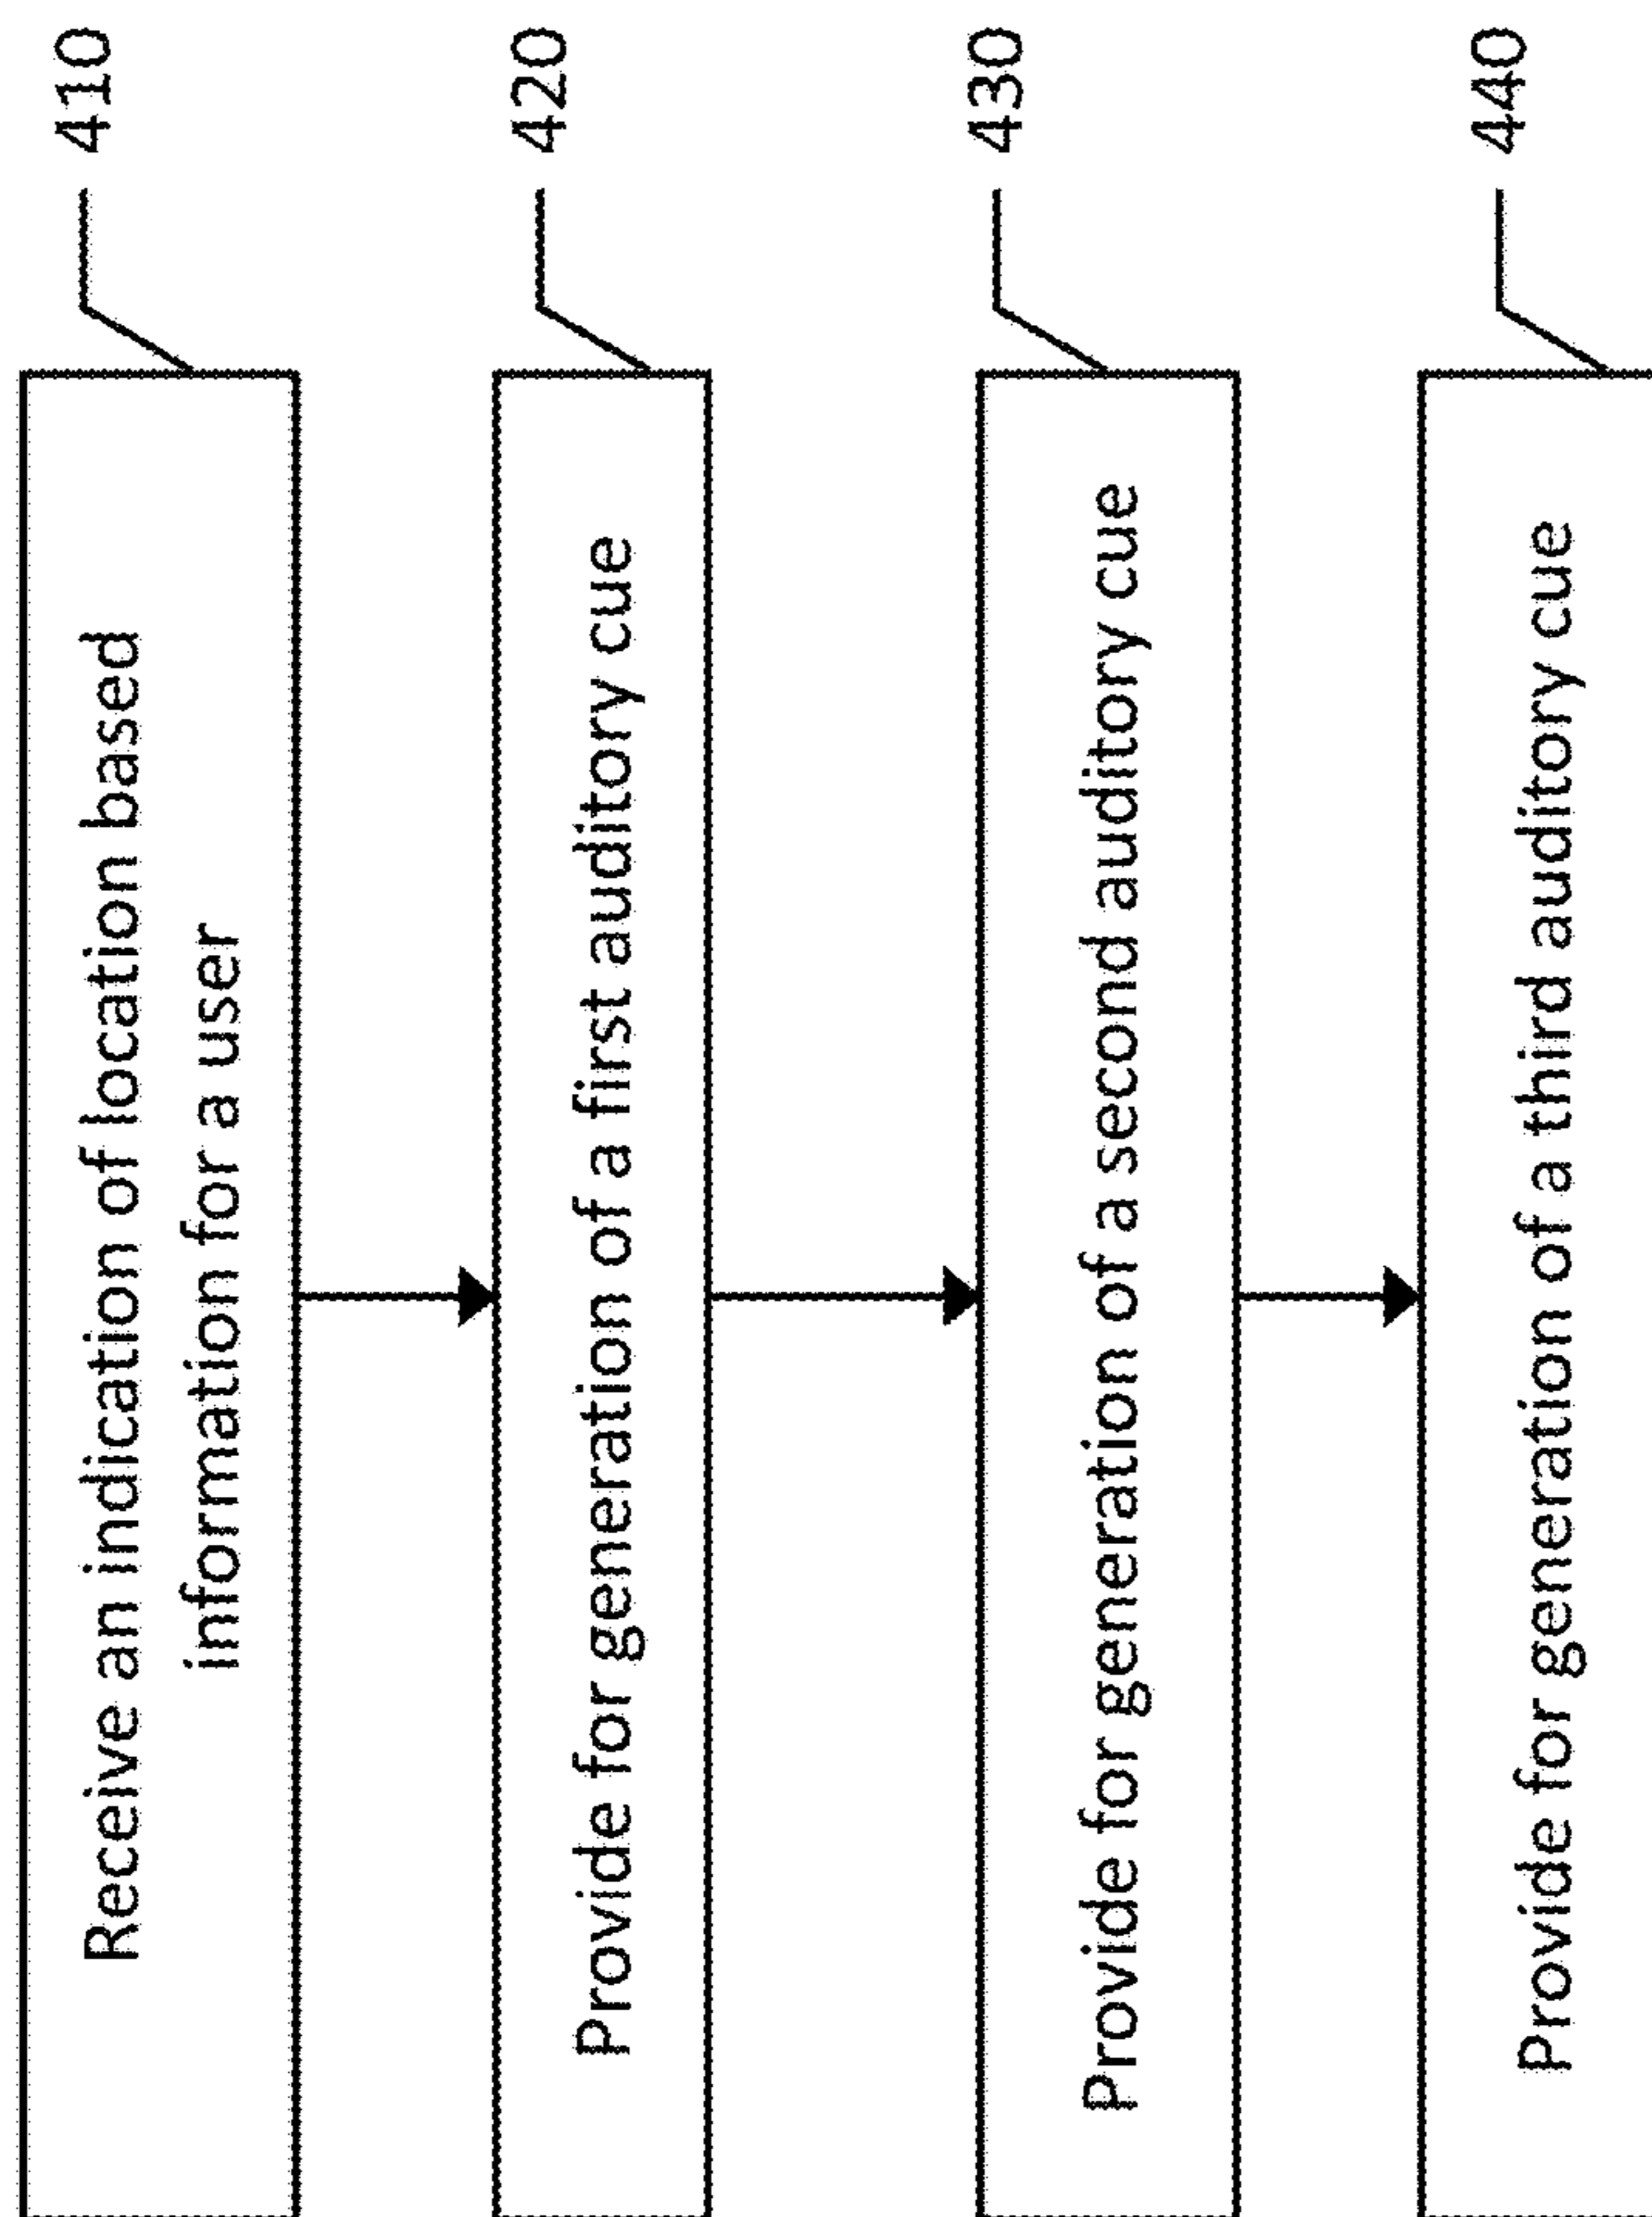 Receive an indication of location based
information for a user
410
Provide for generation of a first auditory cue
420
Provide for generation of a second auditory cue
430
Provide for generation of a third auditory cue
440